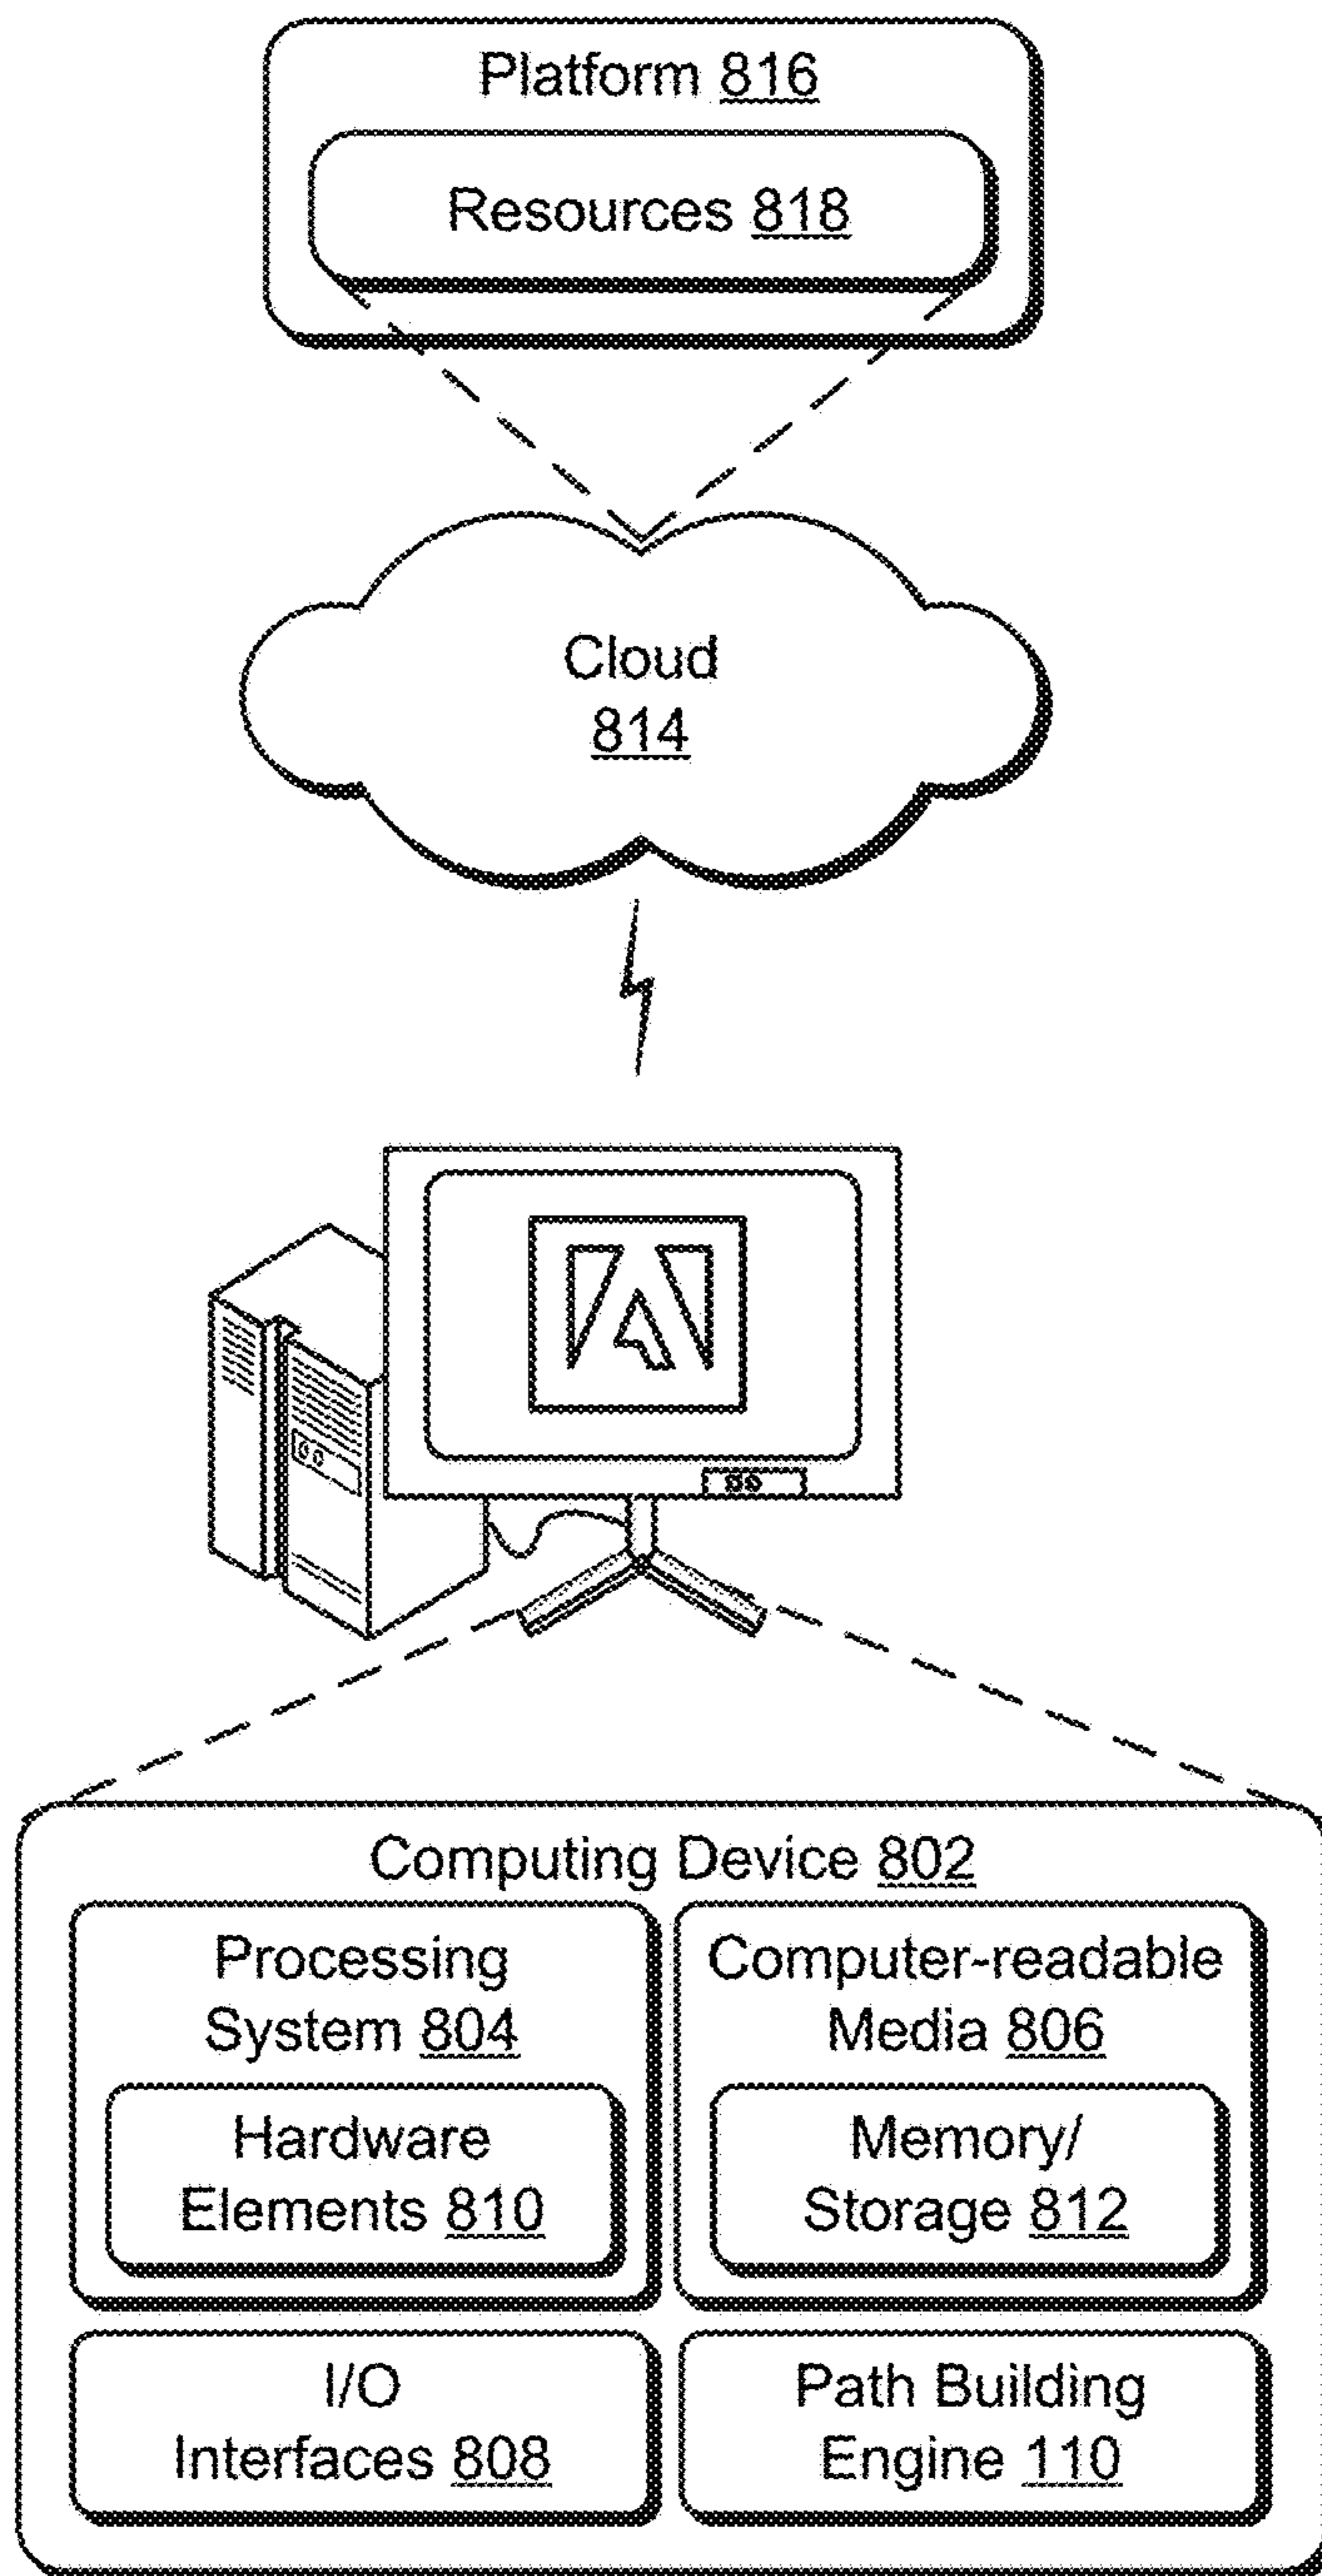 Platform 816
Resources 818
Cloud
814
Computing Device 802
Processing
System 804
Hardware
Elements 810
Computer-readable
Media 806
Memory/
Storage 812
I/O
Interfaces 808
Path Building
Engine 110